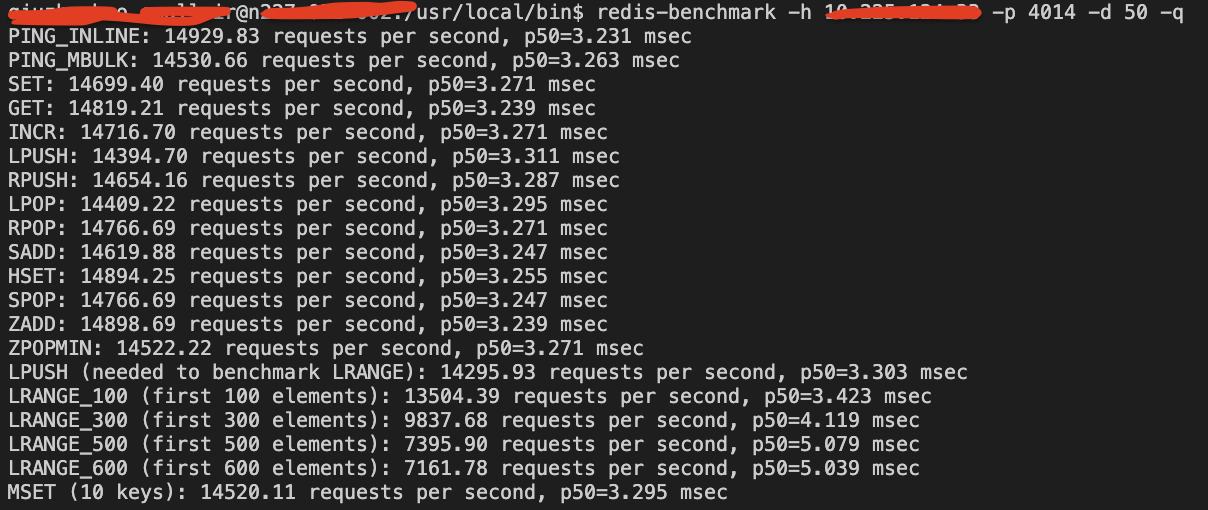 @n227 /usr/local/bin$ redis-benchmark -h -p 4014 -d 50 -q
PING_INLINE: 14929.83 requests per second, p50=3.231 msec
PING_MBULK: 14530.66 requests per second, p50=3.263 msec
SET: 14699.40 requests per second, p50=3.271 msec
GET: 14819.21 requests per second, p50=3.239 msec
INCR: 14716.70 requests per second, p50=3.271 msec
LPUSH: 14394.70 requests per second, p50=3.311 msec
RPUSH: 14654.16 requests per second, p50=3.287 msec
LPOP: 14409.22 requests per second, p50=3.295 msec
RPOP: 14766.69 requests per second, p50=3.271 msec
SADD: 14619.88 requests per second, p50=3.247 msec
HSET: 14894.25 requests per second, p50=3.255 msec
SPOP: 14766.69 requests per second, p50=3.247 msec
ZADD: 14898.69 requests per second, p50=3.239 msec
ZPOPMIN: 14522.22 requests per second, p50=3.271 msec
LPUSH (needed to benchmark LRANGE): 14295.93 requests per second, p50=3.303 msec
LRANGE_100 (first 100 elements): 13504.39 requests per second, p50=3.423 msec
LRANGE_300 (first 300 elements): 9837.68 requests per second, p50=4.119 msec
LRANGE_500 (first 500 elements): 7395.90 requests per second, p50=5.079 msec
LRANGE_600 (first 600 elements): 7161.78 requests per second, p50=5.039 msec
MSET (10 keys): 14520.11 requests per second, p50=3.295 msec